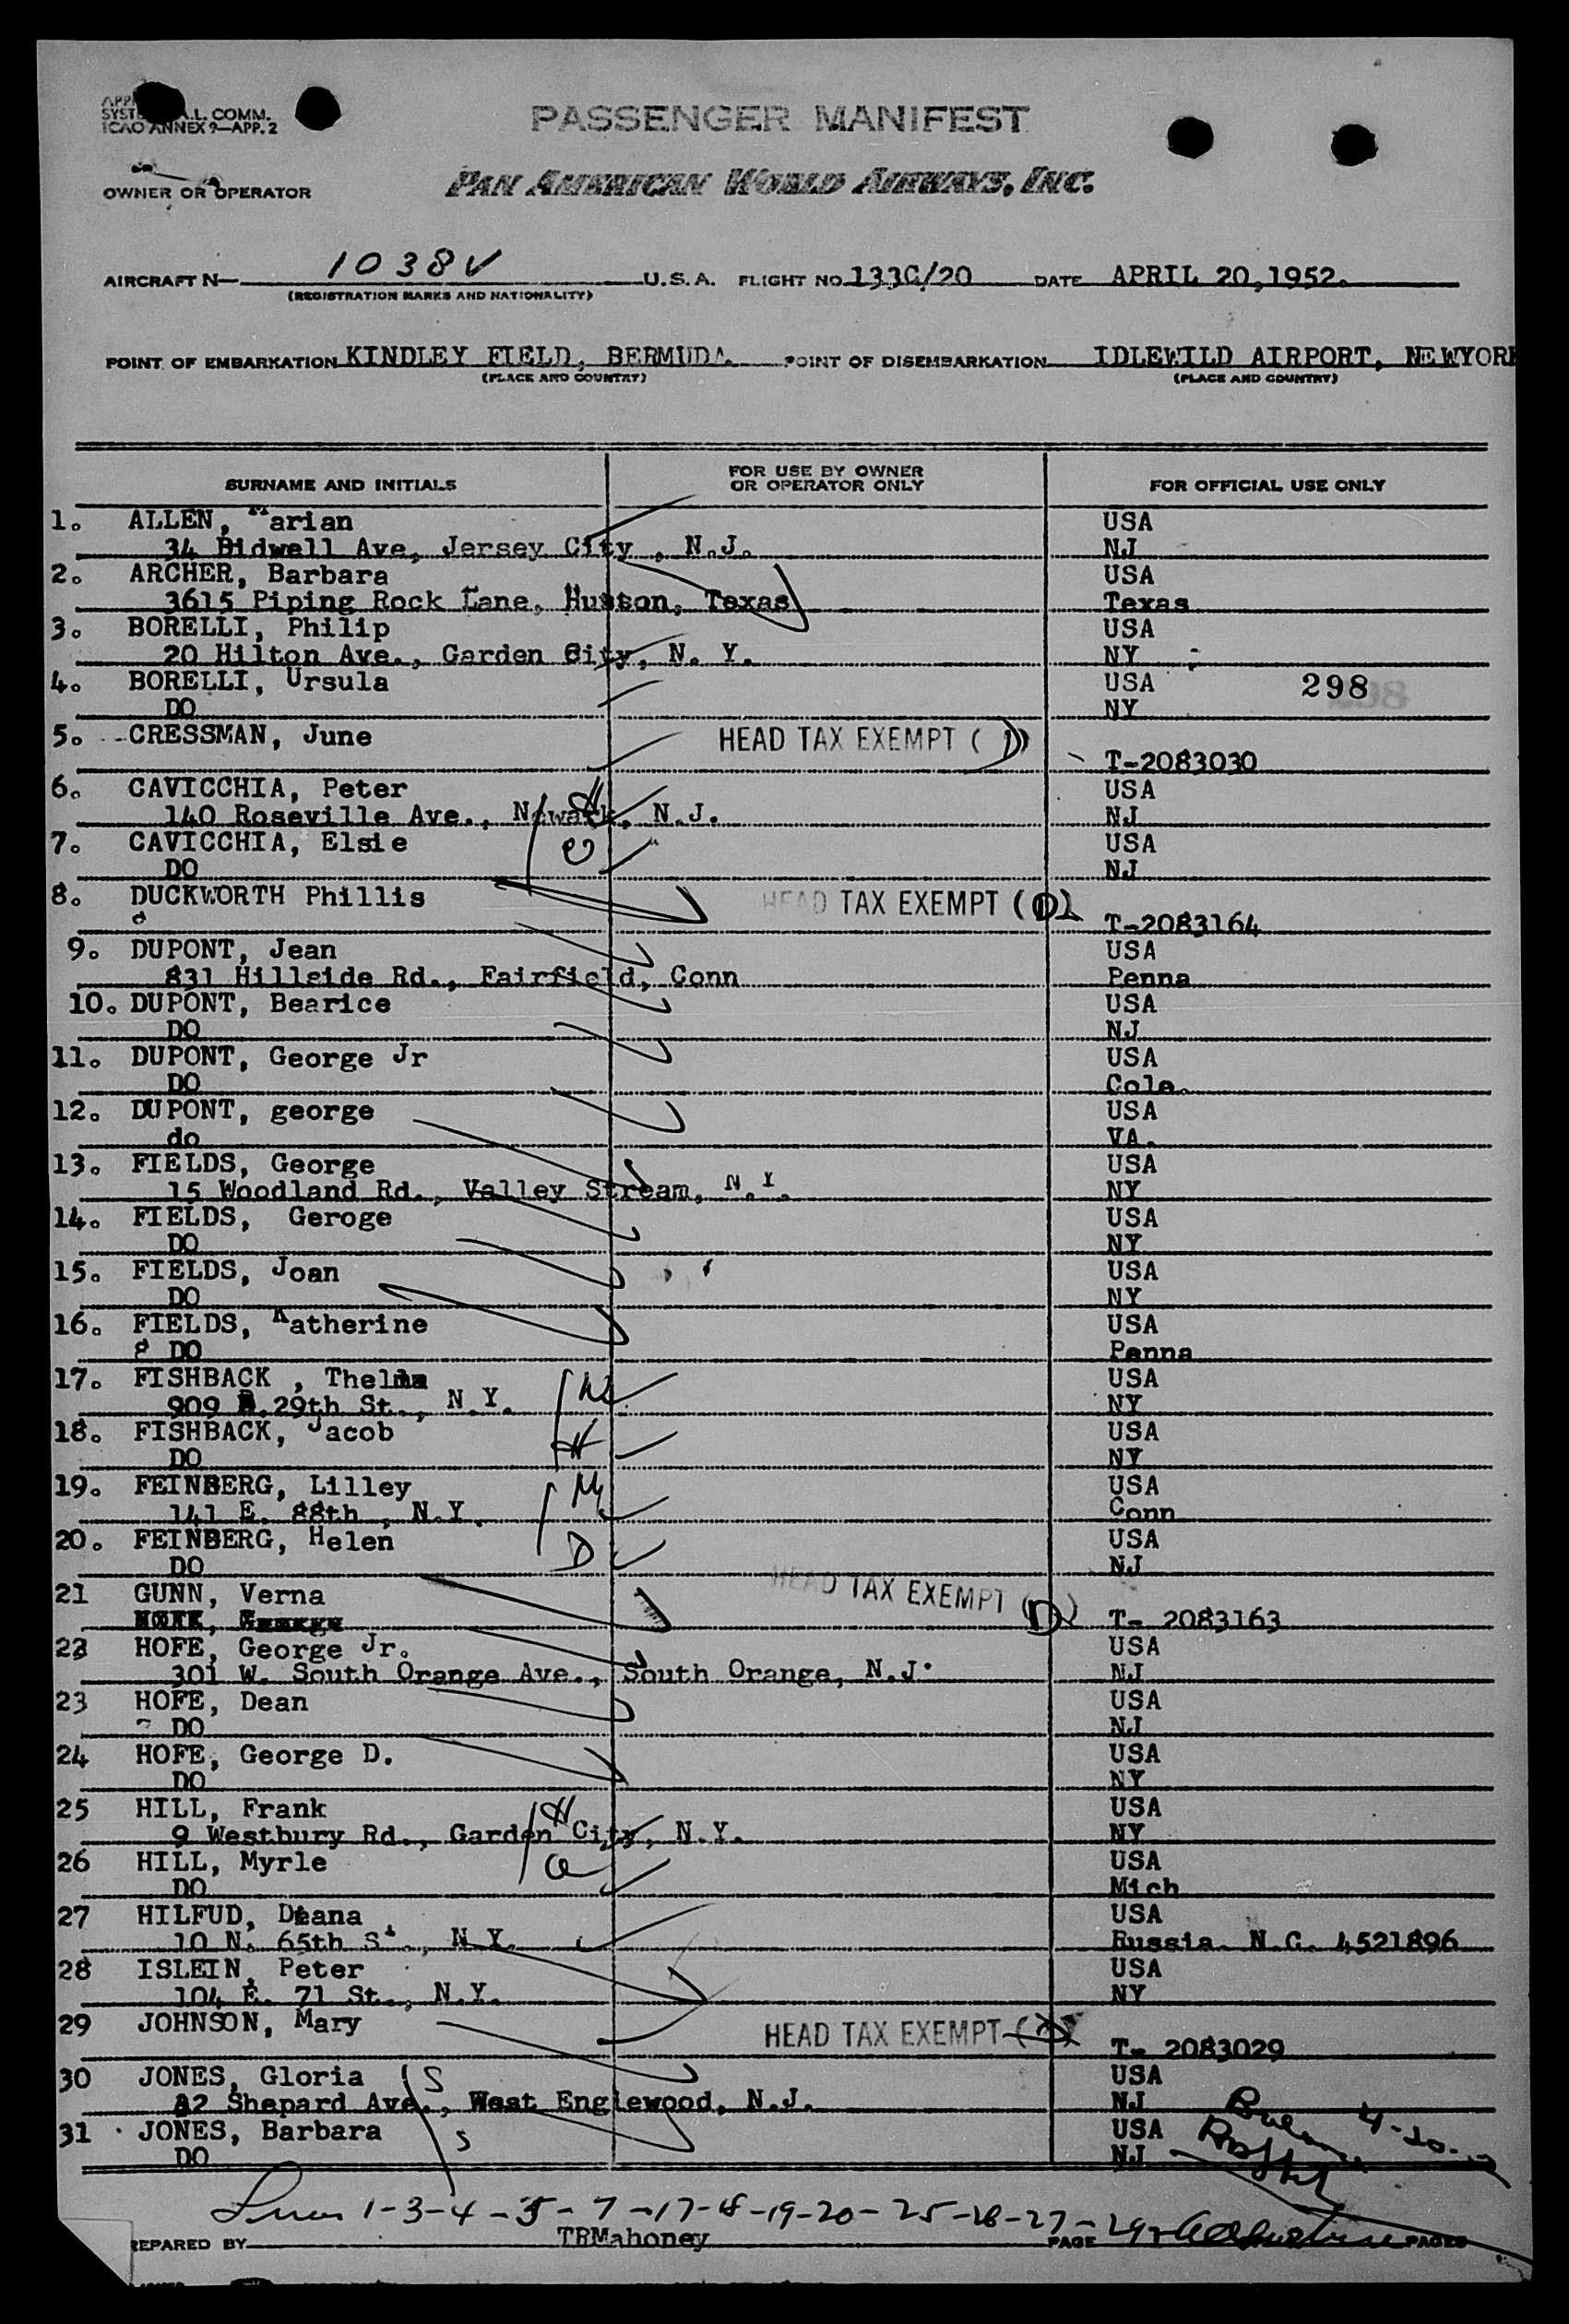 SYST A.L. COMM.
ICAO ANNEX 9—APP. 2
PASSENGER MANIFEST
OWNER OR OPERATOR
PAN AMERICAN WORLD AIRWAYS, INC.
AIRCRAFT N— 1038V U.S.A. FLIGHT NO 133C/20 DATE APRIL 20,1952.
(REGISTRATION MARKS AND NATIONALITY)
POINT OF EMBARKATION KINDLEY FIELD, BERMUDA POINT OF DISEMBARKATION IDLEWILD AIRPORT, NEWYORK
(PLACE AND COUNTRY) (PLACE AND COUNTRY)
SURNAME AND INITIALS FOR USE BY OWNER OR OPERATOR ONLY FOR OFFICIAL USE ONLY
1. ALLEN, Marian USA
34 Bidwell Ave, Jersey City , N.J. NJ
2. ARCHER, Barbara USA
3615 Piping Rock Lane, Huston, Texas Texas
3. BORELLI, Philip USA
20 Hilton Ave., Garden City, N. Y. NY
4. BORELLI, Ursula USA 298
DO NY
5. CRESSMAN, June HEAD TAX EXEMPT ( D )
T-2083030
6. CAVICCHIA, Peter H USA
140 Roseville Ave., Newark, N.J. NJ
7. CAVICCHIA, Elsie USA
DO NJ
8. DUCKWORTH Phillis HEAD TAX EXEMPT ( D )
T-2083164
9. DUPONT, Jean USA
831 Hillside Rd., Fairfield, Conn Penna
10. DUPONT, Bearice USA
DO NJ
11. DUPONT, George Jr USA
DO Colo.
12. DUPONT, george USA
do VA.
13. FIELDS, George USA
15 Woodland Rd., Valley Stream, N.Y. NY
14. FIELDS, Geroge USA
DO NY
15. FIELDS, Joan USA
DO NY
16. FIELDS, Katherine USA
DO Penna
17. FISHBACK , Thelma W USA
909 29th St., N.Y. NY
18. FISHBACK, Jacob H USA
DO NY
19. FEINBERG, Lilley M USA
141 E. 88th , N.Y. Conn
20. FEINBERG, Helen D USA
DO NJ
21 GUNN, Verna HEAD TAX EXEMPT ( D )
T- 2083163
22 HOFE, George Jr. USA
301 W. South Orange Ave., South Orange, N.J. NJ
23 HOFE, Dean USA
DO NJ
24 HOFE, George D. USA
DO NY
25 HILL, Frank H USA
9 Westbury Rd., Garden City, N.Y. NY
26 HILL, Myrle USA
DO Mich
27 HILFUD, Diana USA
10 N. 65th St., N.Y. Russia N.C. 4521896
28 ISLEIN, Peter USA
104 E. 71 St., N.Y. NY
29 JOHNSON, Mary HEAD TAX EXEMPT ( D )
T- 2083029
30 JONES, Gloria S USA
82 Shepard Ave., West Englewood, N.J. NJ
31 JONES, Barbara S USA
DO NJ
1-3-4-5-7-17-18-19-20-25-26-27-29
PREPARED BY TBMahoney PAGE PAGES